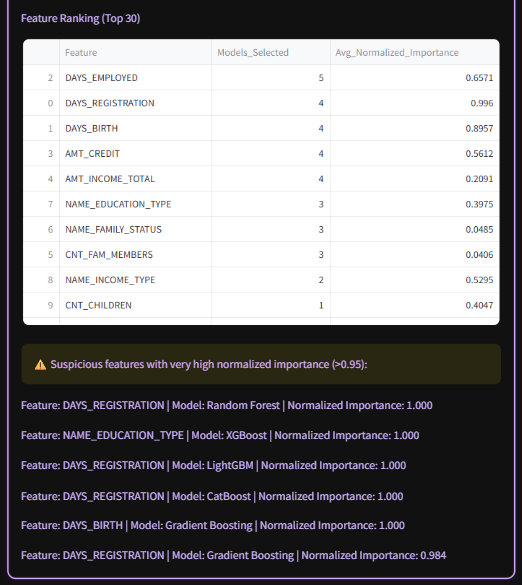 Feature Ranking (Top 30)
Feature Models_Selected Avg_Normalized_Importance
2 DAYS_EMPLOYED 5 0.6571
0 DAYS_REGISTRATION 4 0.996
1 DAYS_BIRTH 4 0.8957
3 AMT_CREDIT 4 0.5612
4 AMT_INCOME_TOTAL 4 0.2091
7 NAME_EDUCATION_TYPE 3 0.3975
6 NAME_FAMILY_STATUS 3 0.0485
5 CNT_FAM_MEMBERS 3 0.0406
8 NAME_INCOME_TYPE 2 0.5295
9 CNT_CHILDREN 1 0.4047
⚠️ Suspicious features with very high normalized importance (>0.95):
Feature: DAYS_REGISTRATION | Model: Random Forest | Normalized Importance: 1.000
Feature: NAME_EDUCATION_TYPE | Model: XGBoost | Normalized Importance: 1.000
Feature: DAYS_REGISTRATION | Model: LightGBM | Normalized Importance: 1.000
Feature: DAYS_REGISTRATION | Model: CatBoost | Normalized Importance: 1.000
Feature: DAYS_BIRTH | Model: Gradient Boosting | Normalized Importance: 1.000
Feature: DAYS_REGISTRATION | Model: Gradient Boosting | Normalized Importance: 0.984